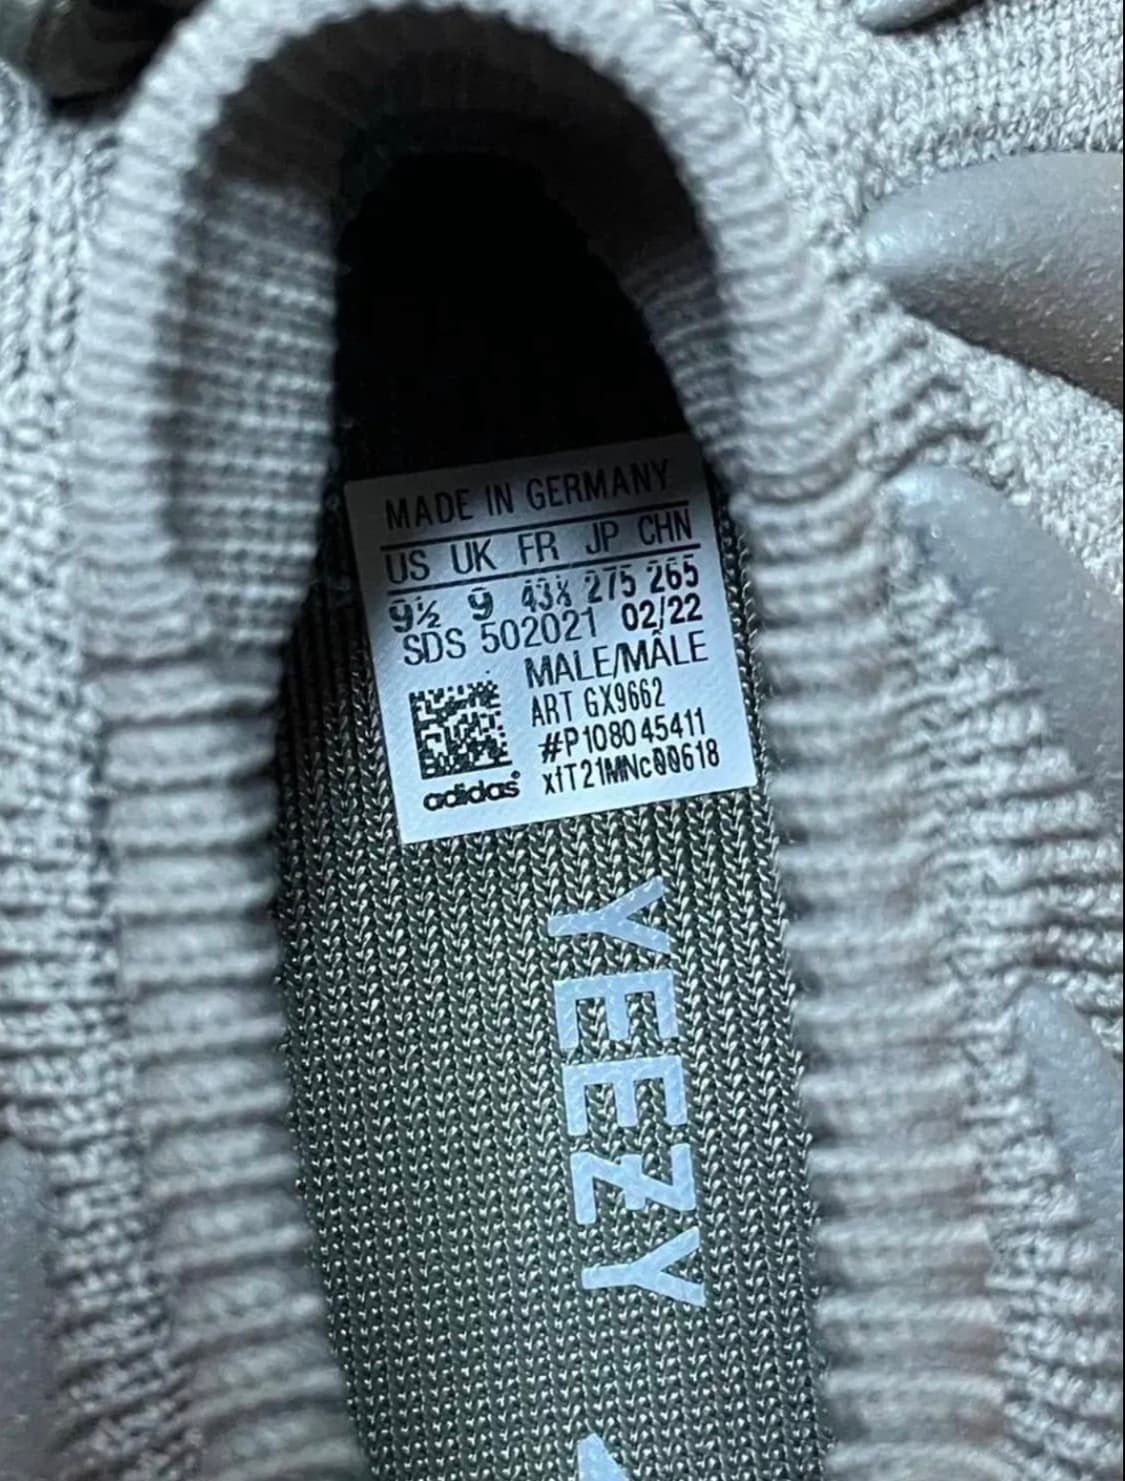 MADE IN GERMANY
US UK FR JP CHN
9½ 9 43⅓ 275 265
SDS 502021 02/22
MALE/MÂLE
ART GX9662
#P108045411
x1T21MNc00618
adidas®
YEEZY